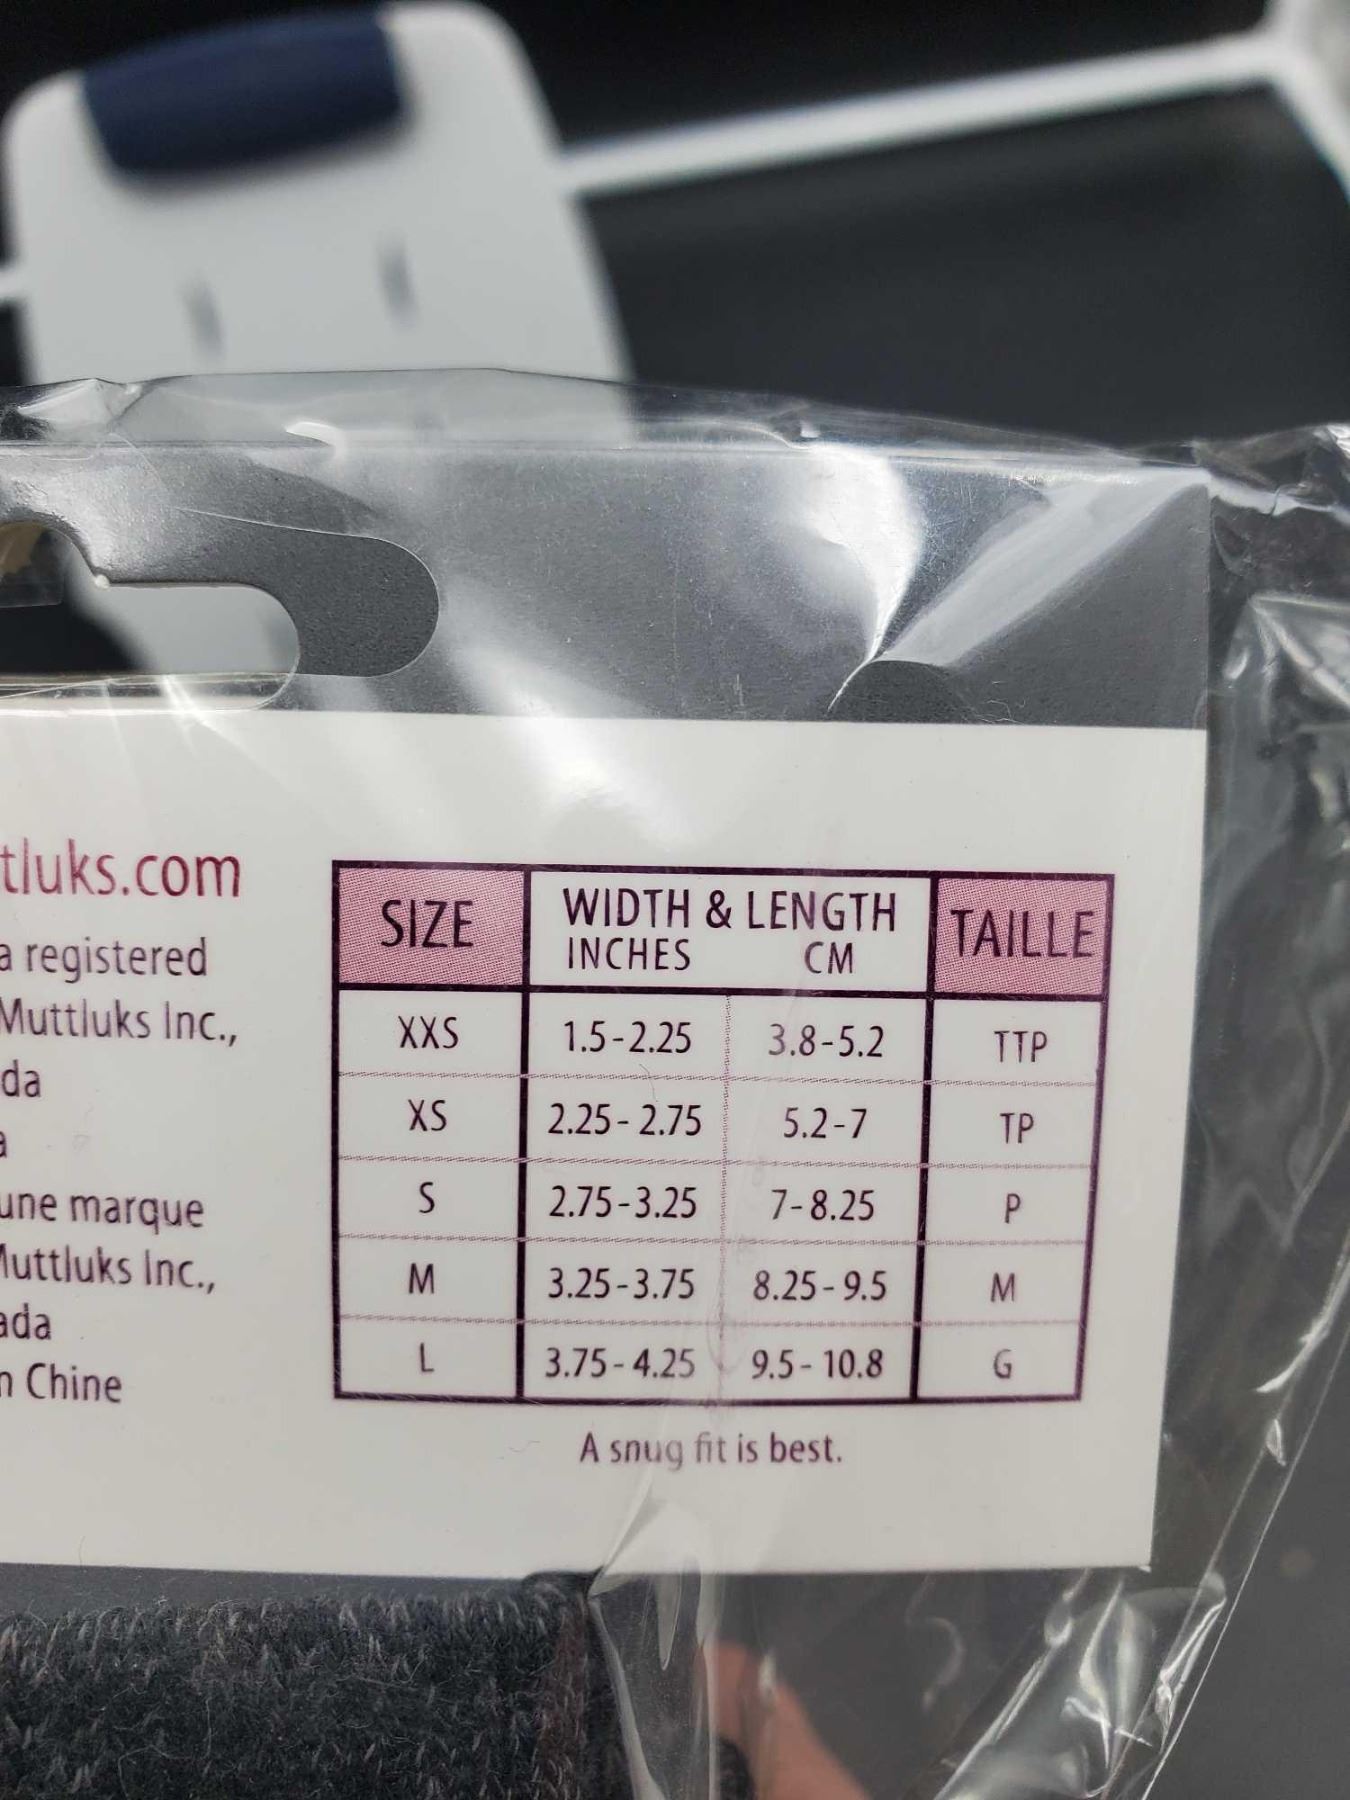 tluks.com
a registered
Muttluks Inc.,
da
a
une marque
Muttluks Inc.,
ada
n Chine
SIZE WIDTH & LENGTH TAILLE
INCHES CM
XXS 1.5-2.25 3.8-5.2 TTP
XS 2.25-2.75 5.2-7 TP
S 2.75-3.25 7-8.25 P
M 3.25-3.75 8.25-9.5 M
L 3.75-4.25 9.5-10.8 G
A snug fit is best.